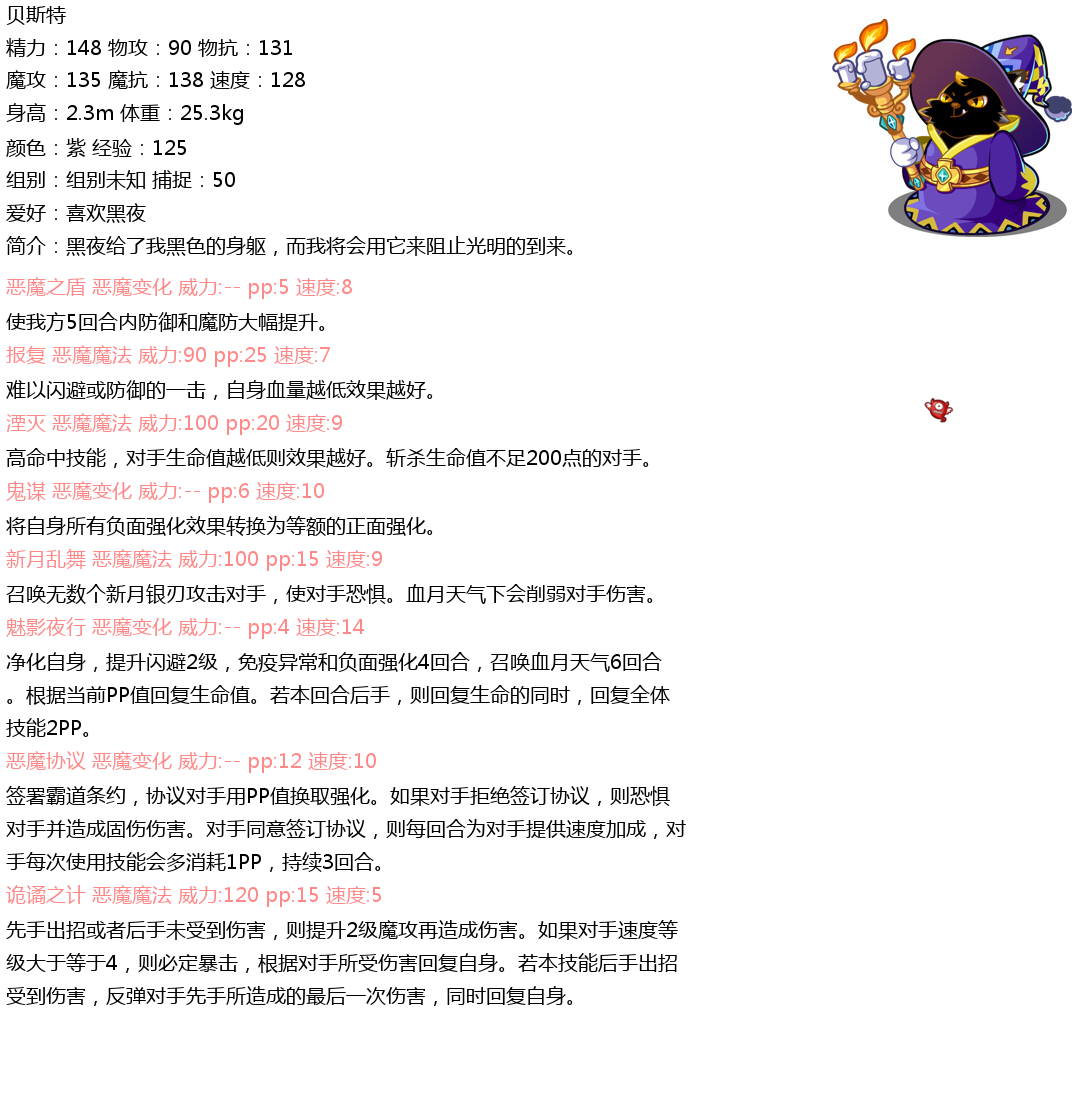 贝斯特
精力：148 物攻：90 物抗：131
魔攻：135 魔抗：138 速度：128
身高：2.3m 体重：25.3kg
颜色：紫 经验：125
组别：组别未知 捕捉：50
爱好：喜欢黑夜
简介：黑夜给了我黑色的身躯，而我将会用它来阻止光明的到来。
恶魔之盾 恶魔变化 威力:-- pp:5 速度:8
使我方5回合内防御和魔防大幅提升。
报复 恶魔魔法 威力:90 pp:25 速度:7
难以闪避或防御的一击，自身血量越低效果越好。
湮灭 恶魔魔法 威力:100 pp:20 速度:9
高命中技能，对手生命值越低则效果越好。斩杀生命值不足200点的对手。
鬼谋 恶魔变化 威力:-- pp:6 速度:10
将自身所有负面强化效果转换为等额的正面强化。
新月乱舞 恶魔魔法 威力:100 pp:15 速度:9
召唤无数个新月银刃攻击对手，使对手恐惧。血月天气下会削弱对手伤害。
魅影夜行 恶魔变化 威力:-- pp:4 速度:14
净化自身，提升闪避2级，免疫异常和负面强化4回合，召唤血月天气6回合
。根据当前PP值回复生命值。若本回合后手，则回复生命的同时，回复全体
技能2PP。
恶魔协议 恶魔变化 威力:-- pp:12 速度:10
签署霸道条约，协议对手用PP值换取强化。如果对手拒绝签订协议，则恐惧
对手并造成固伤伤害。对手同意签订协议，则每回合为对手提供速度加成，对
手每次使用技能会多消耗1PP，持续3回合。
诡谲之计 恶魔魔法 威力:120 pp:15 速度:5
先手出招或者后手未受到伤害，则提升2级魔攻再造成伤害。如果对手速度等
级大于等于4，则必定暴击，根据对手所受伤害回复自身。若本技能后手出招
受到伤害，反弹对手先手所造成的最后一次伤害，同时回复自身。